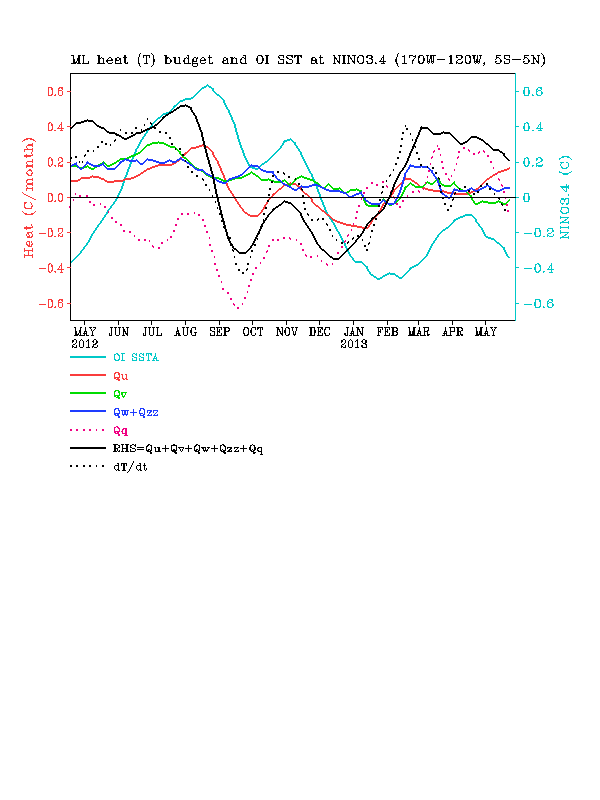 ML heat (T) budget and OI SST at NINO3.4 (170W-120W, 5S-5N)
0.6 0.6
0.4 0.4
0.2 0.2
0.0 0.0
-0.2 -0.2
-0.4 -0.4
-0.6 -0.6
Heat (C/month)
NINO3.4 (C)
MAY JUN JUL AUG SEP OCT NOV DEC JAN FEB MAR APR MAY
2012 2013
OI SSTA
Qu
Qv
Qw+Qzz
Qq
RHS=Qu+Qv+Qw+Qzz+Qq
dT/dt